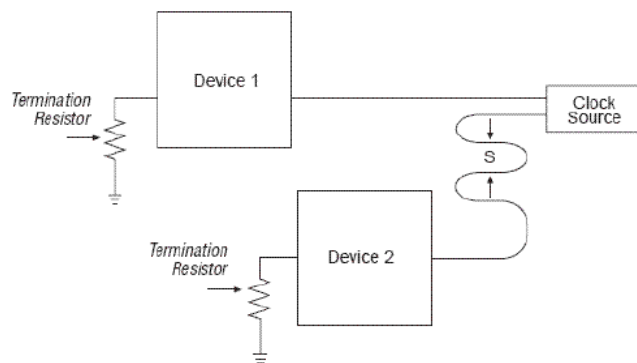 Device 1
Clock
Source
Termination
Resistor
S
Device 2
Termination
Resistor